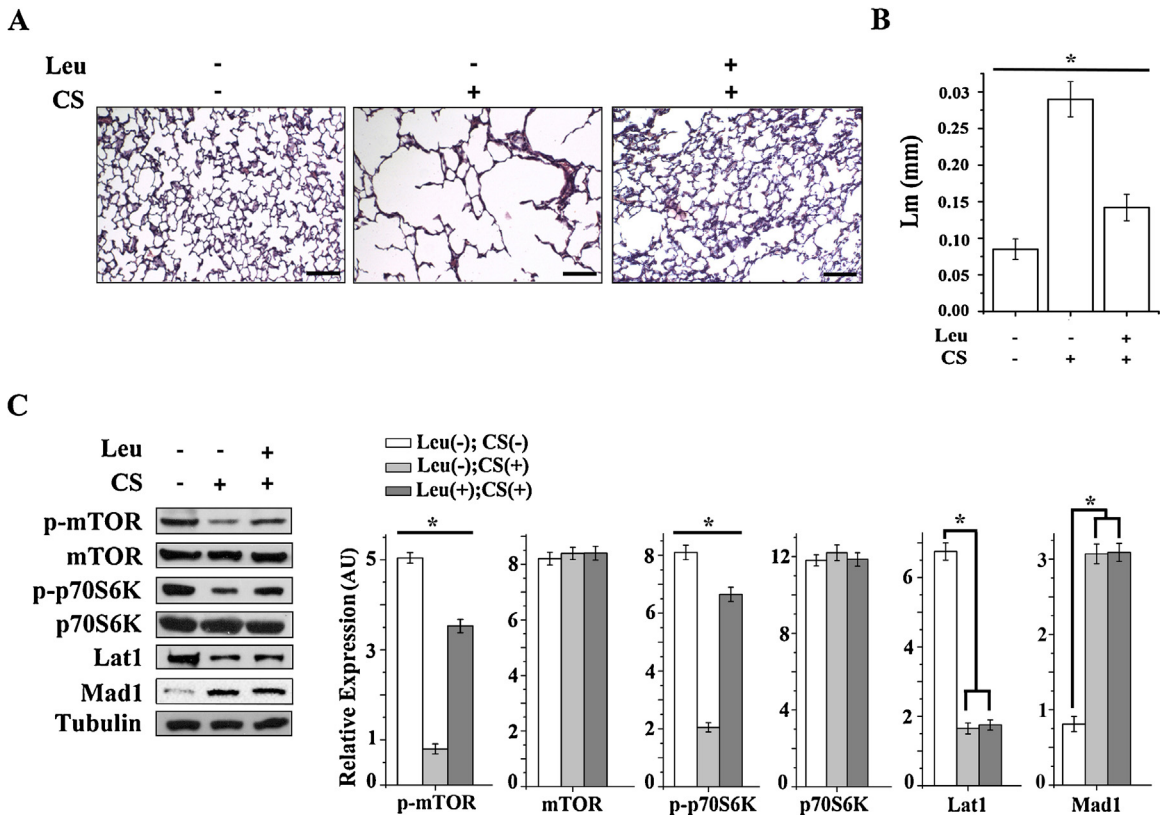 A
B
Leu - - +
CS - + +
*
Lm (mm)
0.03
0.25
0.20
0.15
0.10
0.05
0.00
Leu - - +
CS - + +
C
Leu - - +
CS - + +
p-mTOR
mTOR
p-p70S6K
p70S6K
Lat1
Mad1
Tubulin
Leu(-); CS(-)
Leu(-);CS(+)
Leu(+);CS(+)
Relative Expression (AU)
*
5
3
1
0
p-mTOR
10
8
6
4
2
0
mTOR
*
8
6
4
2
0
p-p70S6K
12
8
4
0
p70S6K
*
6
4
2
0
Lat1
*
3
2
1
0
Mad1